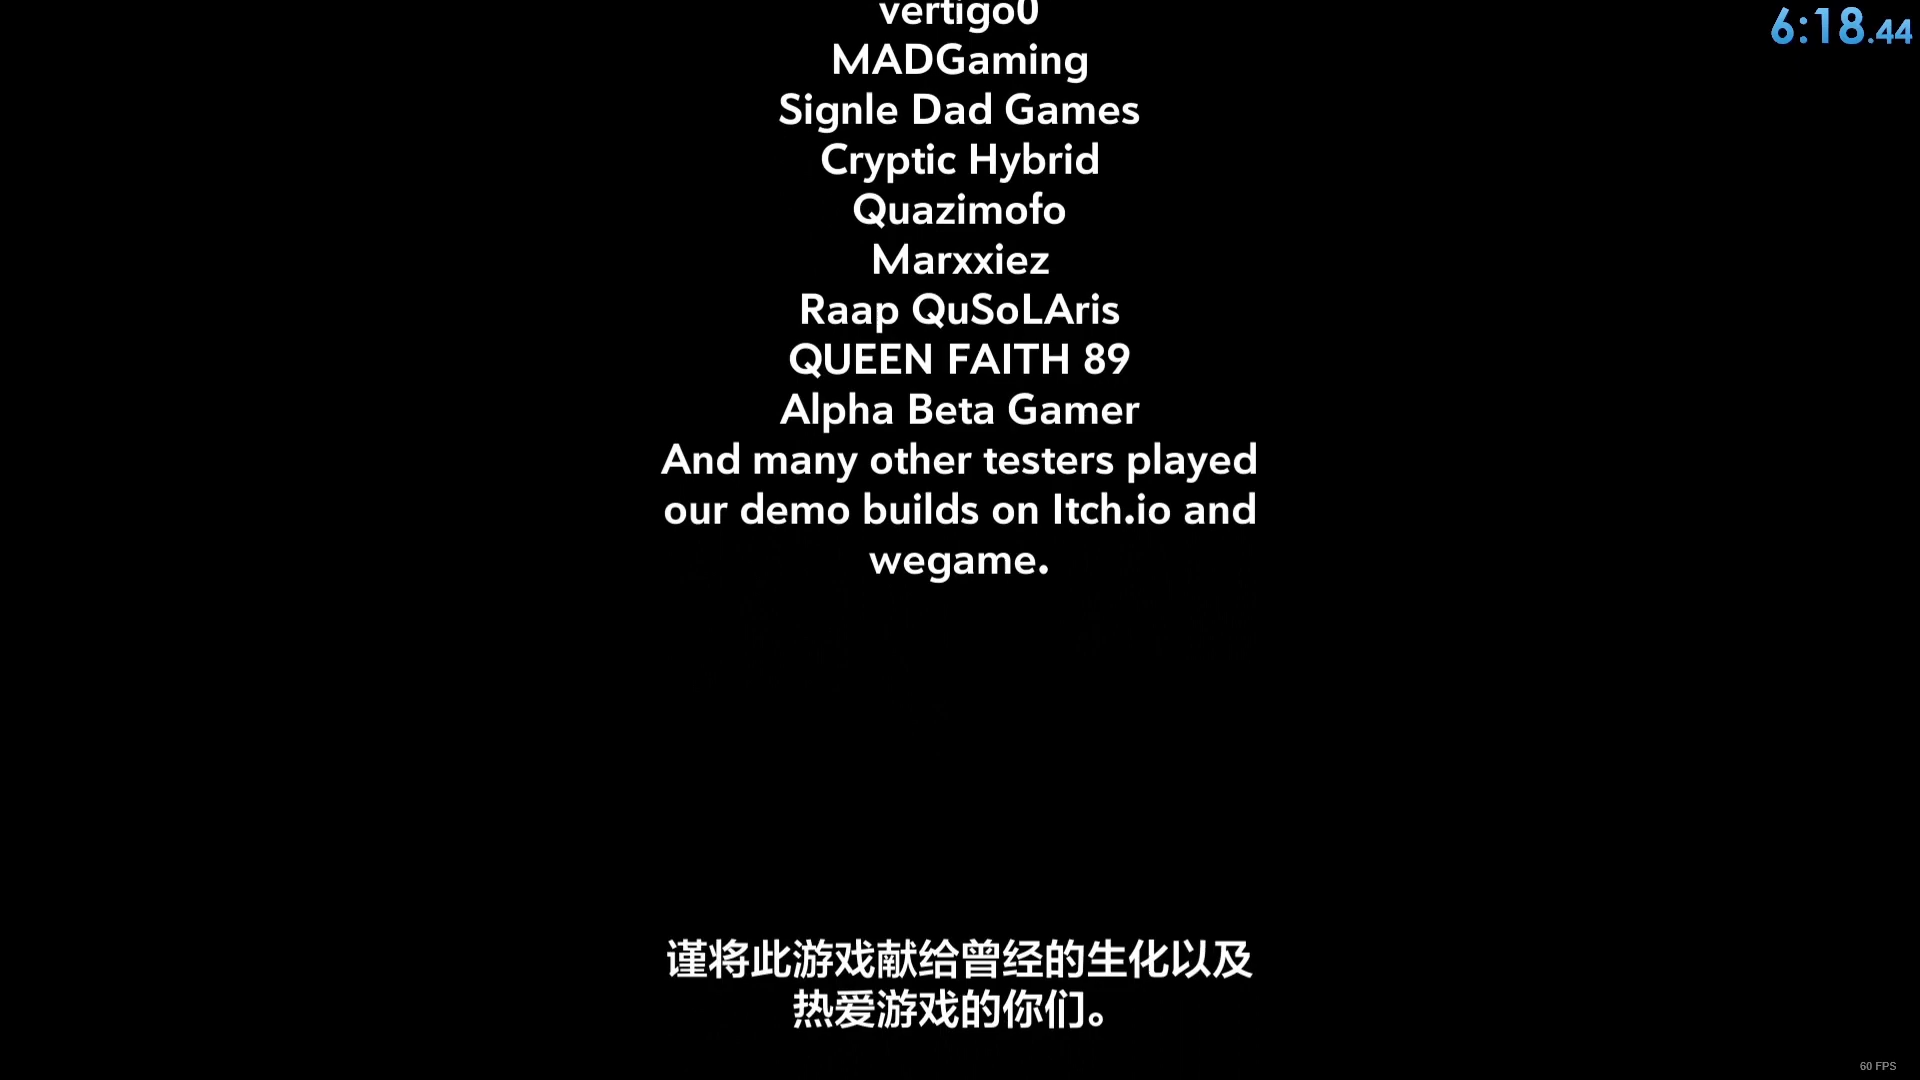 vertigo0
6:18.44
MADGaming
Signle Dad Games
Cryptic Hybrid
Quazimofo
Marxxiez
Raap QuSoLAris
QUEEN FAITH 89
Alpha Beta Gamer
And many other testers played
our demo builds on Itch.io and
wegame.
谨将此游戏献给曾经的生化以及
热爱游戏的你们。
60 FPS